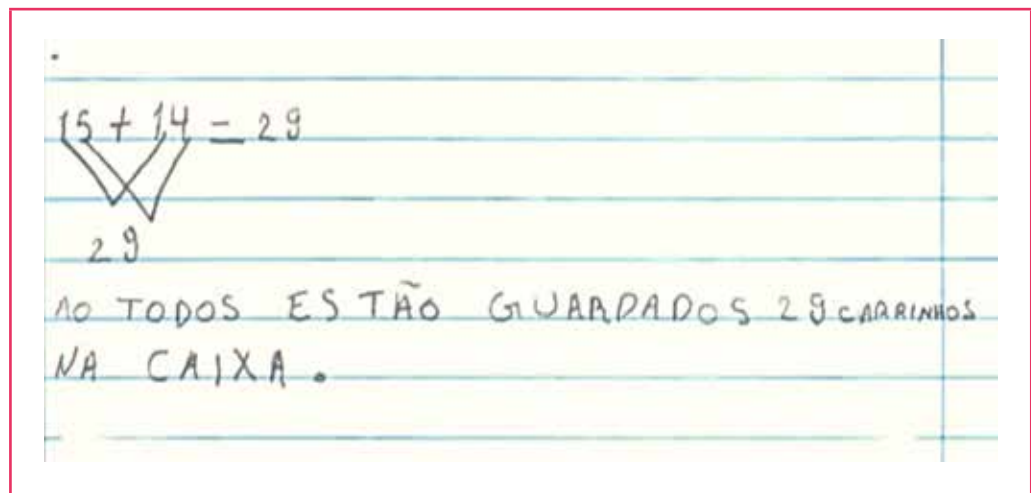 15 + 14 = 29
29
AO TODOS ESTÃO GUARDADOS 29 CARRINHOS
NA CAIXA.